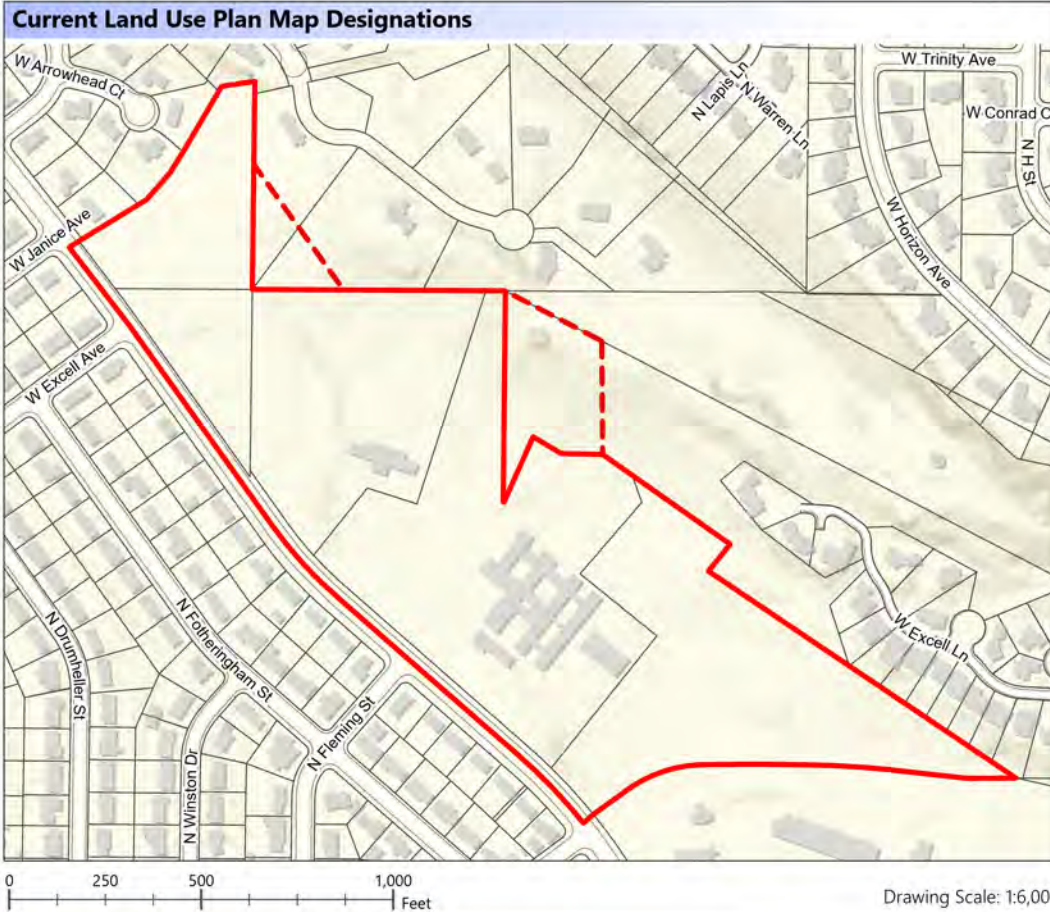 Current Land Use Plan Map Designations
W Arrowhead Ct
W Trinity Ave
N Lapis Ln
N Warren Ln
W Conrad C
N H St
W Janice Ave
W Horizon Ave
W Excell Ave
N Drumheller St
N Fotheringham St
W Excell Ln
N Fleming St
N Winston Dr
0 250 500 1,000
Feet
Drawing Scale: 1:6,00